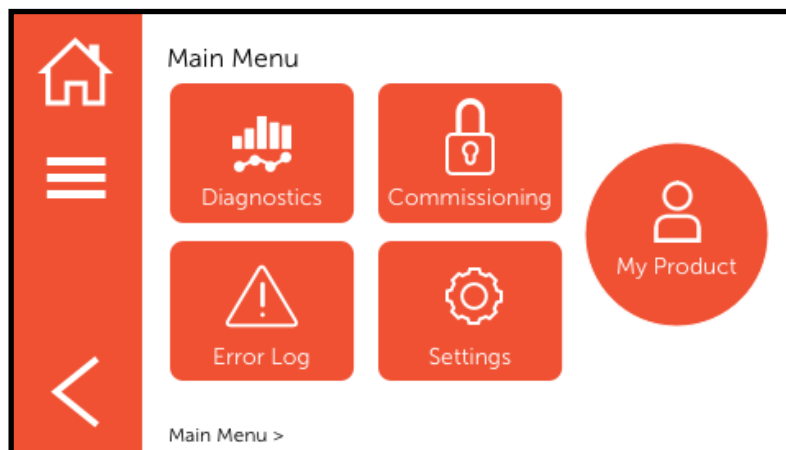 Main Menu
Diagnostics
Commissioning
My Product
Error Log
Settings
Main Menu >